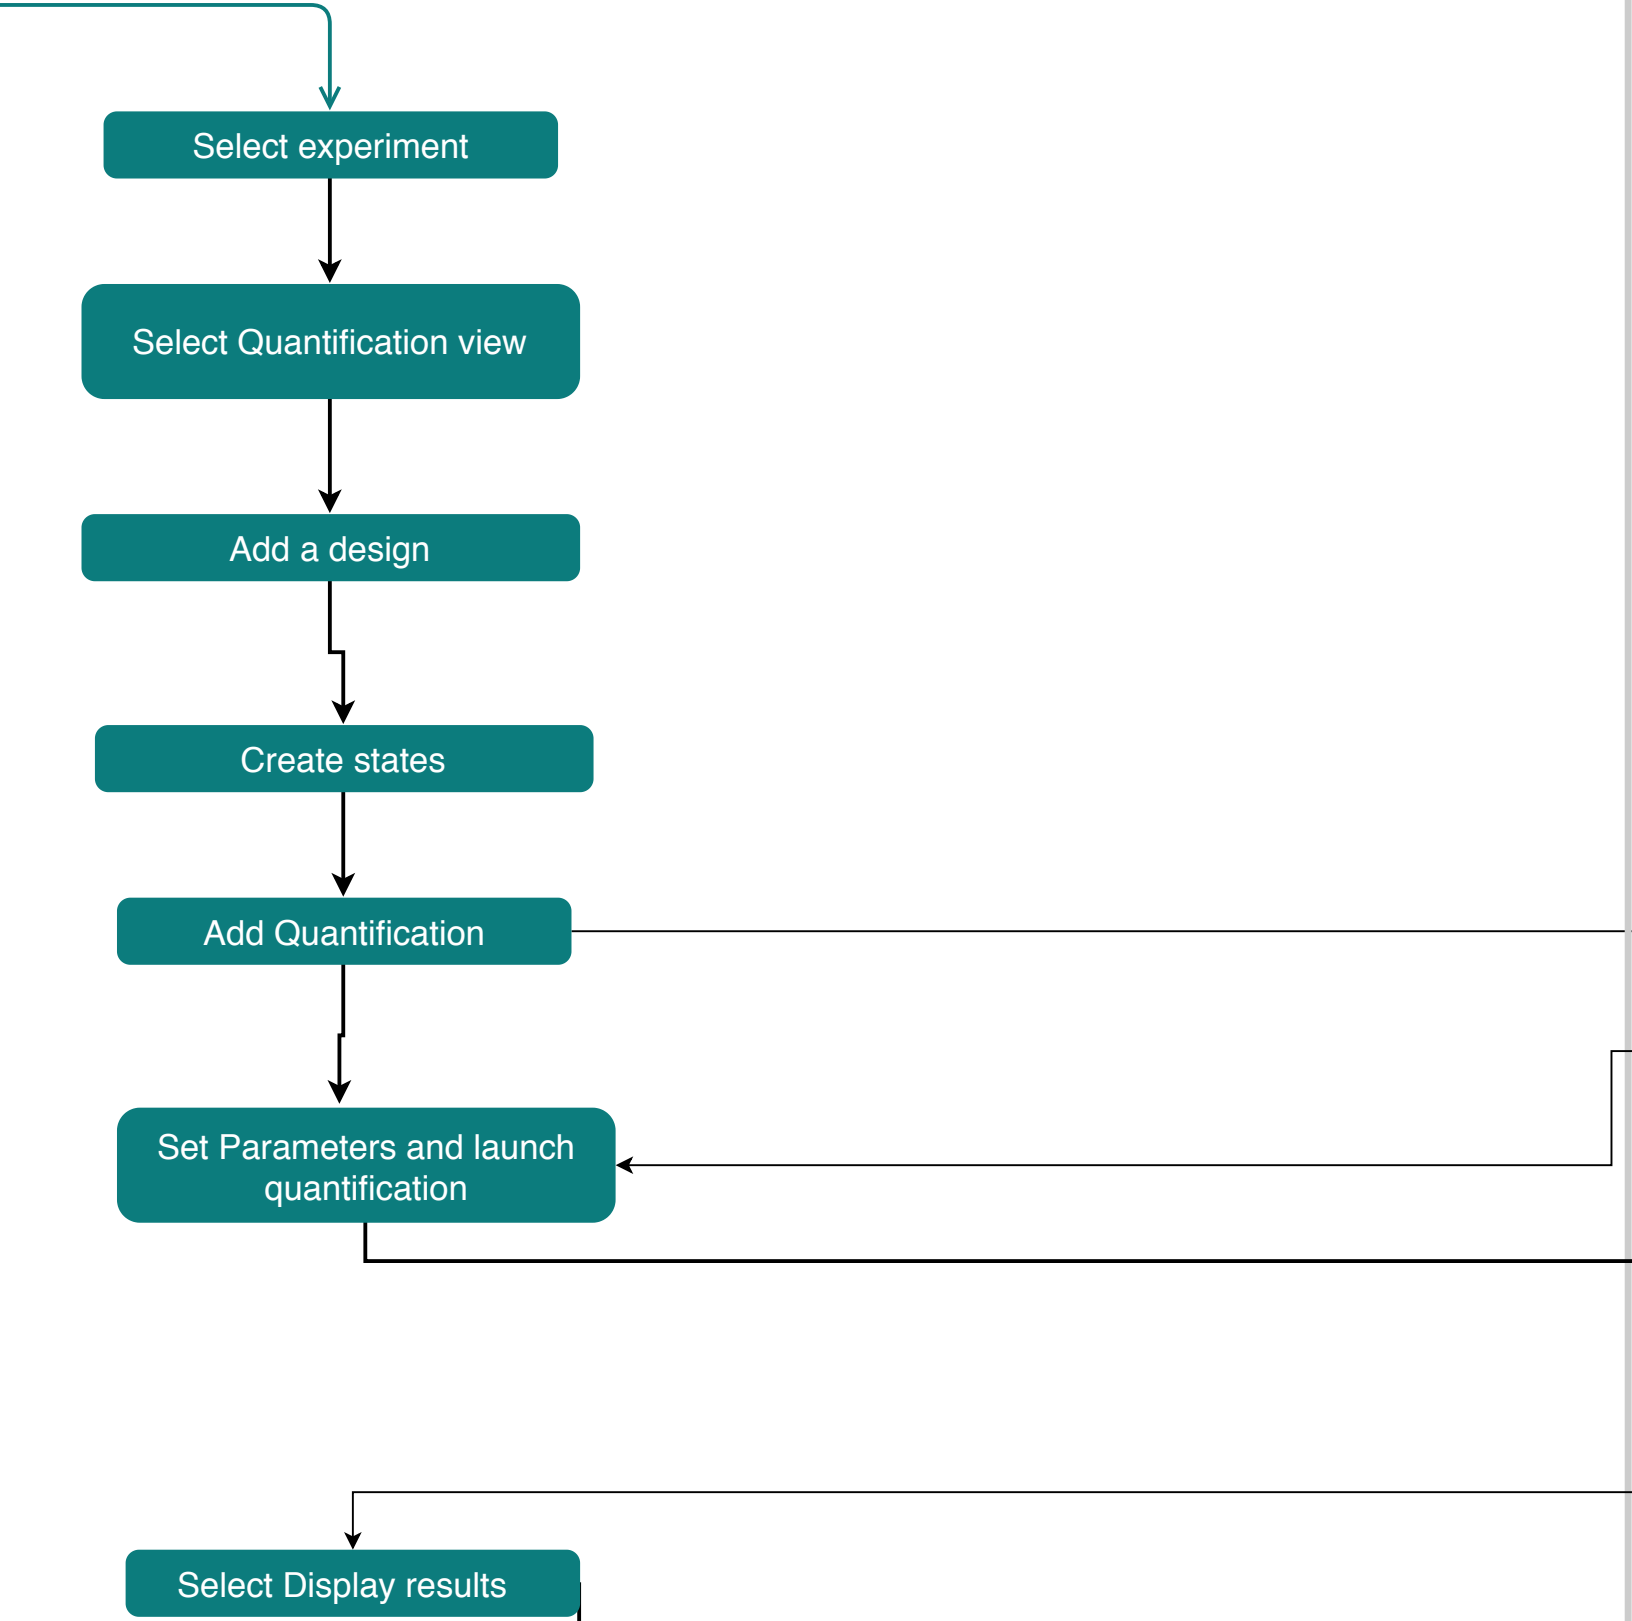 Select experiment
Select Quantification view
Add a design
Create states
Add Quantification
Set Parameters and launch
quantification
Select Display results